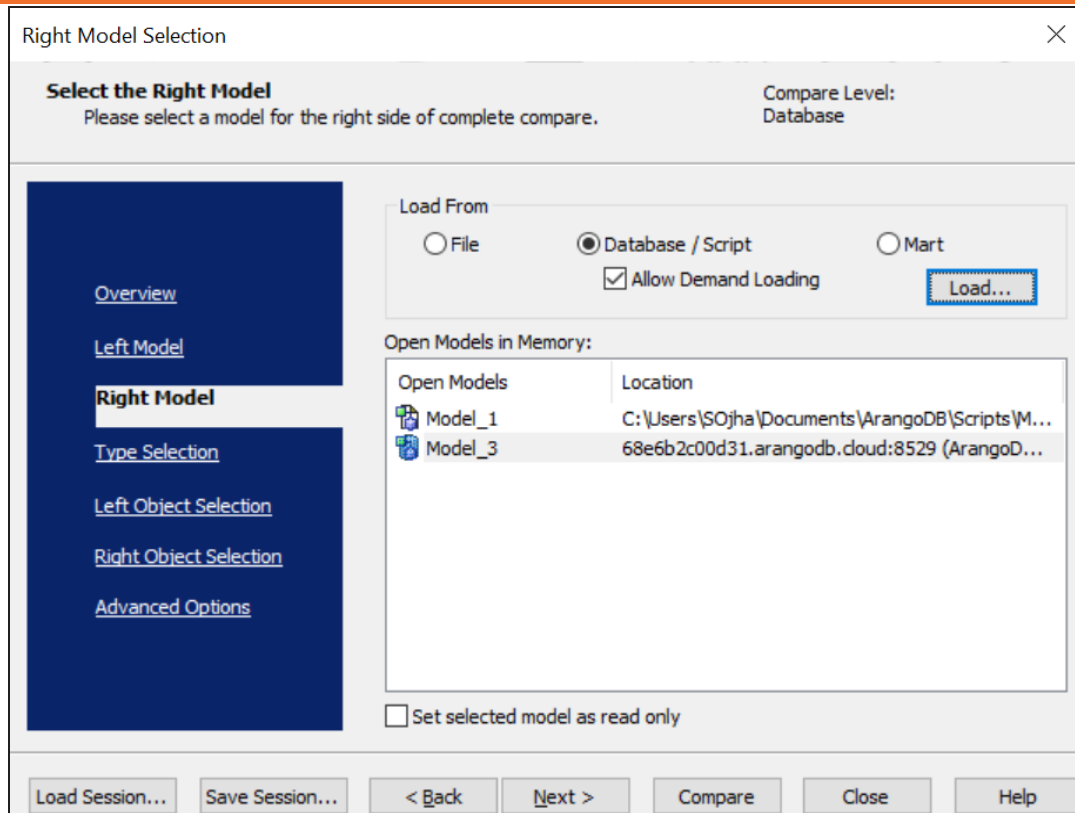 Right Model Selection
Select the Right Model
Please select a model for the right side of complete compare.
Compare Level:
Database
Overview
Left Model
Right Model
Type Selection
Left Object Selection
Right Object Selection
Advanced Options
Load From
File
Database / Script
Mart
Allow Demand Loading
Load...
Open Models in Memory:
Open Models Location
Model_1 C:\Users\SOjha\Documents\ArangoDB\Scripts\M...
Model_3 68e6b2c00d31.arangodb.cloud:8529 (ArangoD...
Set selected model as read only
Load Session... Save Session... < Back Next > Compare Close Help